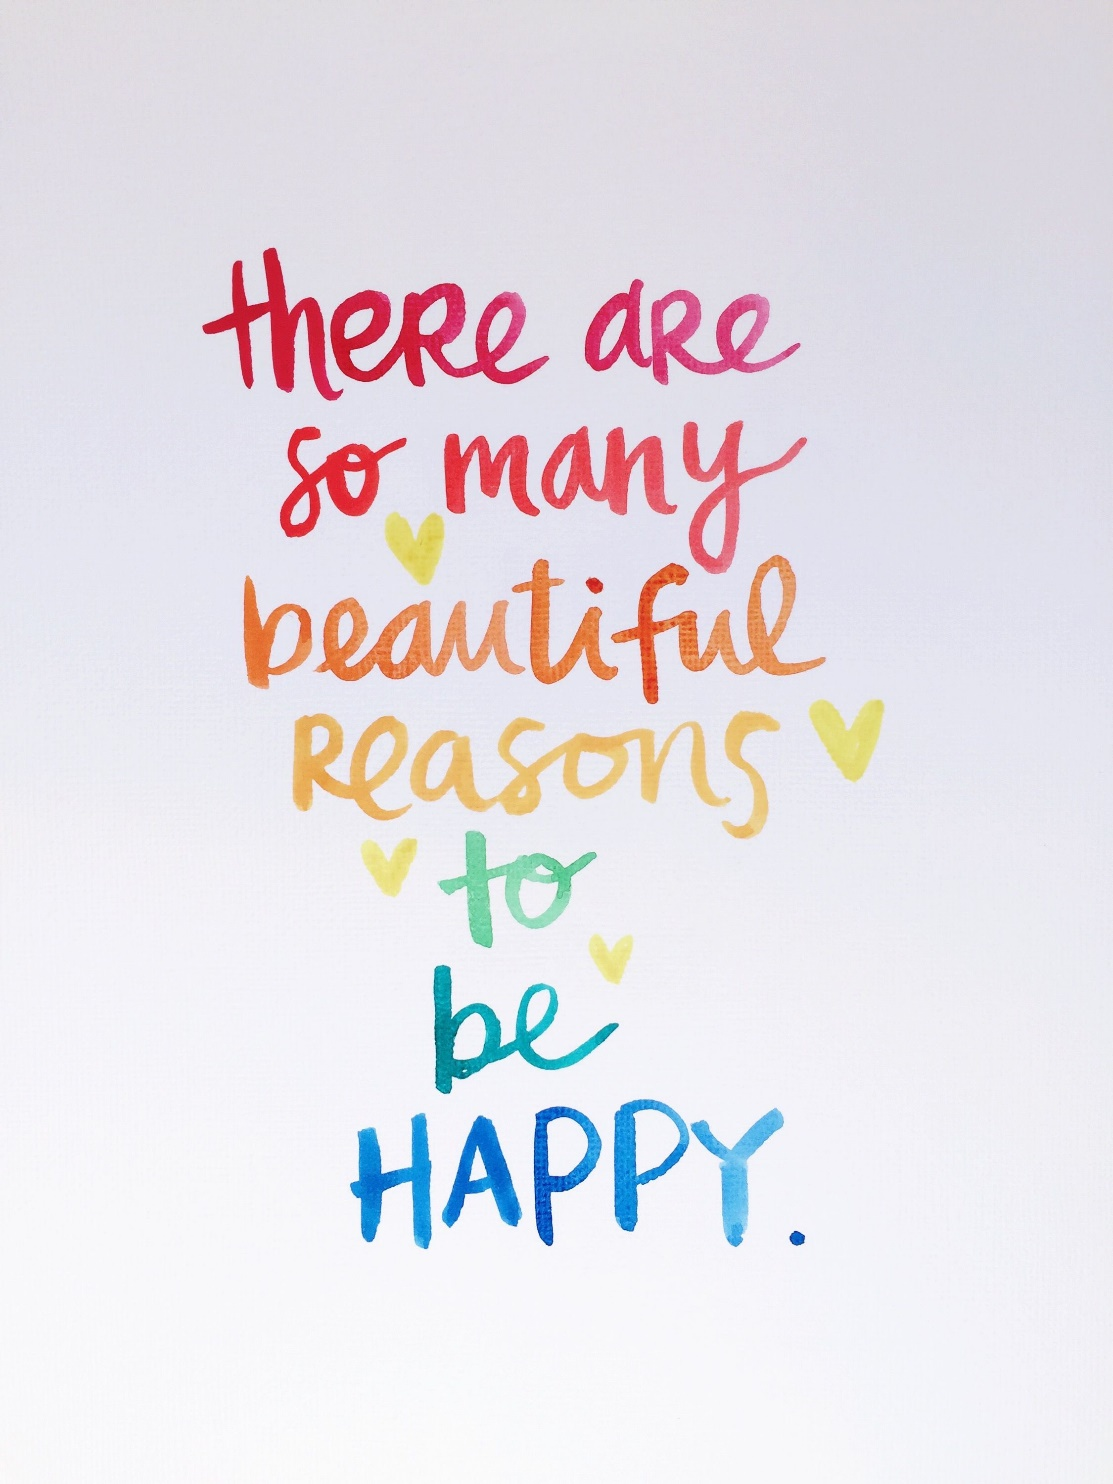 there are
so many
beautiful
reasons
to
be
HAPPY.